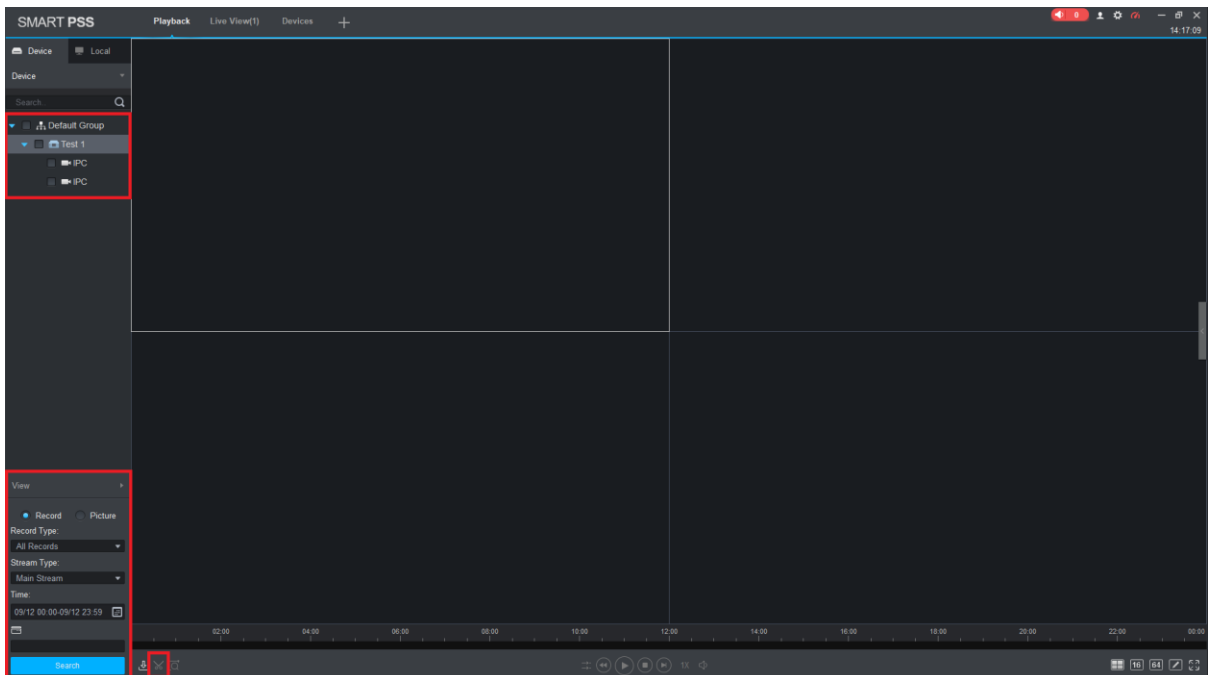 SMART PSS
Playback Live View(1) Devices
0
14:17:09
Device Local
Device
Search...
Default Group
Test 1
IPC
IPC
View
Record Picture
Record Type:
All Records
Stream Type:
Main Stream
Time:
09/12 00:00-09/12 23:59
Search
02:00 04:00 06:00 08:00 10:00 12:00 14:00 16:00 18:00 20:00 22:00 00:00
1X
16 64